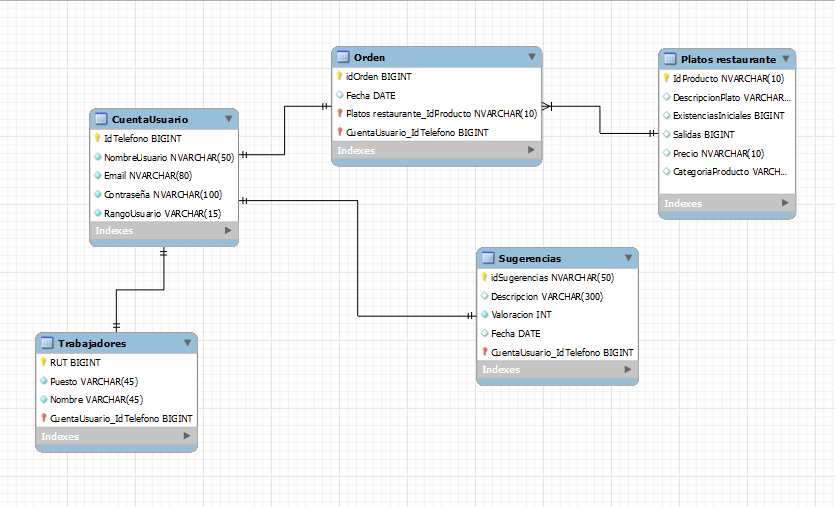 Orden
idOrden BIGINT
Fecha DATE
Platos restaurante_IdProducto NVARCHAR(10)
CuentaUsuario_IdTelefono BIGINT
Indexes
Platos restaurante
IdProducto NVARCHAR(10)
DescripcionPlato VARCHAR...
ExistenciasIniciales BIGINT
Salidas BIGINT
Precio NVARCHAR(10)
CategoriaProducto VARCH...
Indexes
CuentaUsuario
IdTelefono BIGINT
NombreUsuario NVARCHAR(50)
Email NVARCHAR(80)
Contraseña NVARCHAR(100)
RangoUsuario VARCHAR(15)
Indexes
Sugerencias
idSugerencias NVARCHAR(50)
Descripcion VARCHAR(300)
Valoracion INT
Fecha DATE
CuentaUsuario_IdTelefono BIGINT
Indexes
Trabajadores
RUT BIGINT
Puesto VARCHAR(45)
Nombre VARCHAR(45)
CuentaUsuario_IdTelefono BIGINT
Indexes